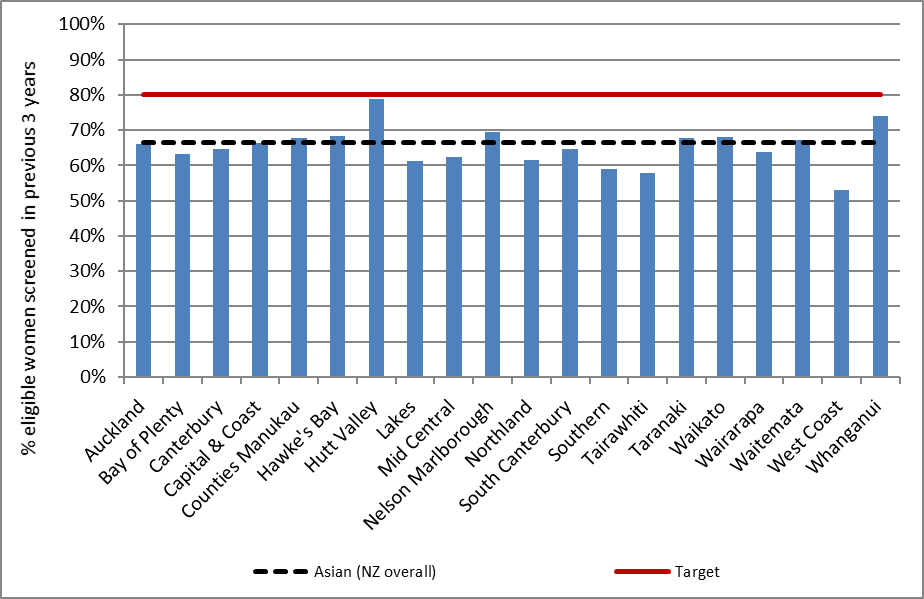 % eligible women screened in previous 3 years
100%
90%
80%
70%
60%
50%
40%
30%
20%
10%
0%
Auckland
Bay of Plenty
Canterbury
Capital & Coast
Counties Manukau
Hawke's Bay
Hutt Valley
Lakes
Mid Central
Nelson Marlborough
Northland
South Canterbury
Southern
Tairawhiti
Taranaki
Waikato
Wairarapa
Waitemata
West Coast
Whanganui
Asian (NZ overall)
Target